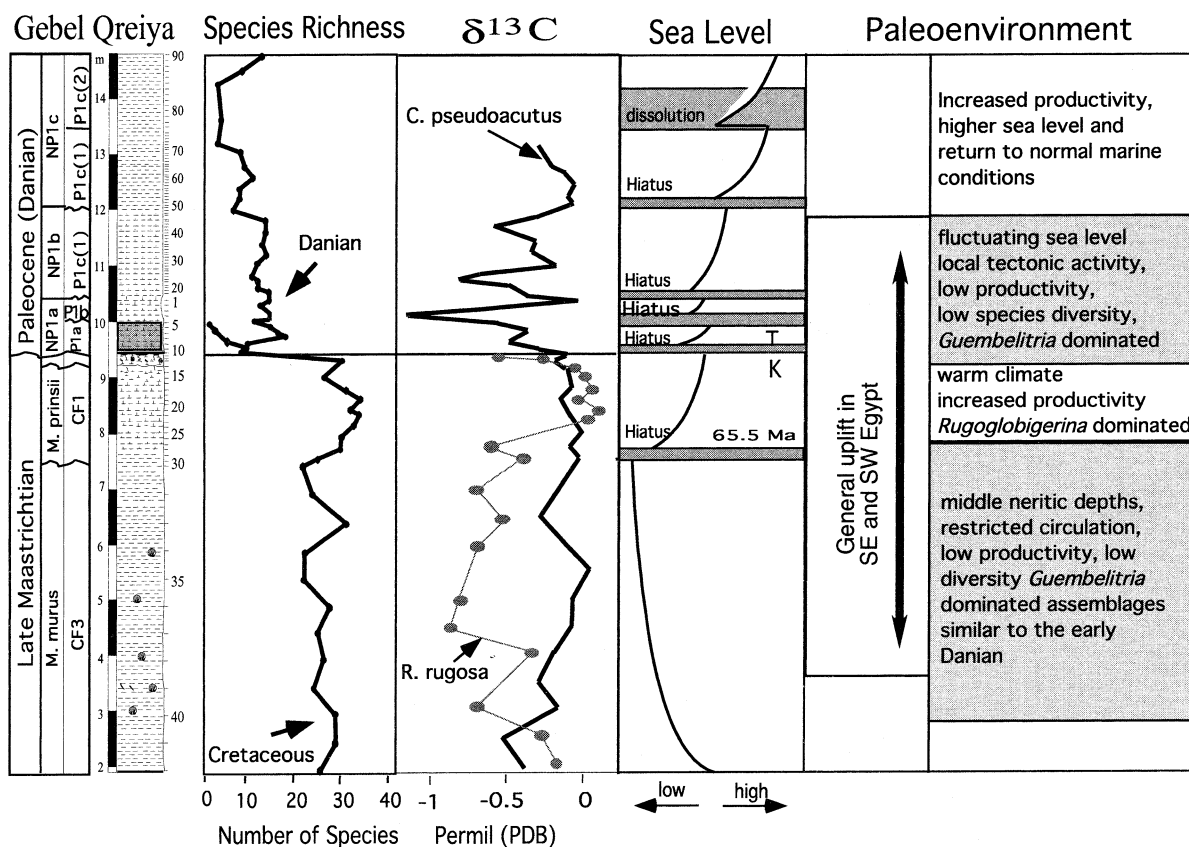 Gebel Qreiya
Species Richness
δ13 C
Sea Level
Paleoenvironment
Paleocene (Danian)
Late Maastrichtian
NP1c
NP1b
NP1a
M. prinsii
M. murus
P1c(2)
P1c(1)
P1c(1)
P1b
P1a
CF1
CF3
m
14
13
12
11
10
9
8
7
6
5
4
3
2
90
80
70
60
50
40
30
20
10
1
5
10
15
20
25
30
35
40
Danian
Cretaceous
C. pseudoacutus
R. rugosa
dissolution
Hiatus
Hiatus
Hiatus
Hiatus
T
K
Hiatus
65.5 Ma
General uplift in
SE and SW Egypt
Increased productivity,
higher sea level and
return to normal marine
conditions
fluctuating sea level
local tectonic activity,
low productivity,
low species diversity,
Guembelitria dominated
warm climate
increased productivity
Rugoglobigerina dominated
middle neritic depths,
restricted circulation,
low productivity, low
diversity Guembelitria
dominated assemblages
similar to the early
Danian
0 10 20 30 40
Number of Species
-1 -0.5 0
Permil (PDB)
low high